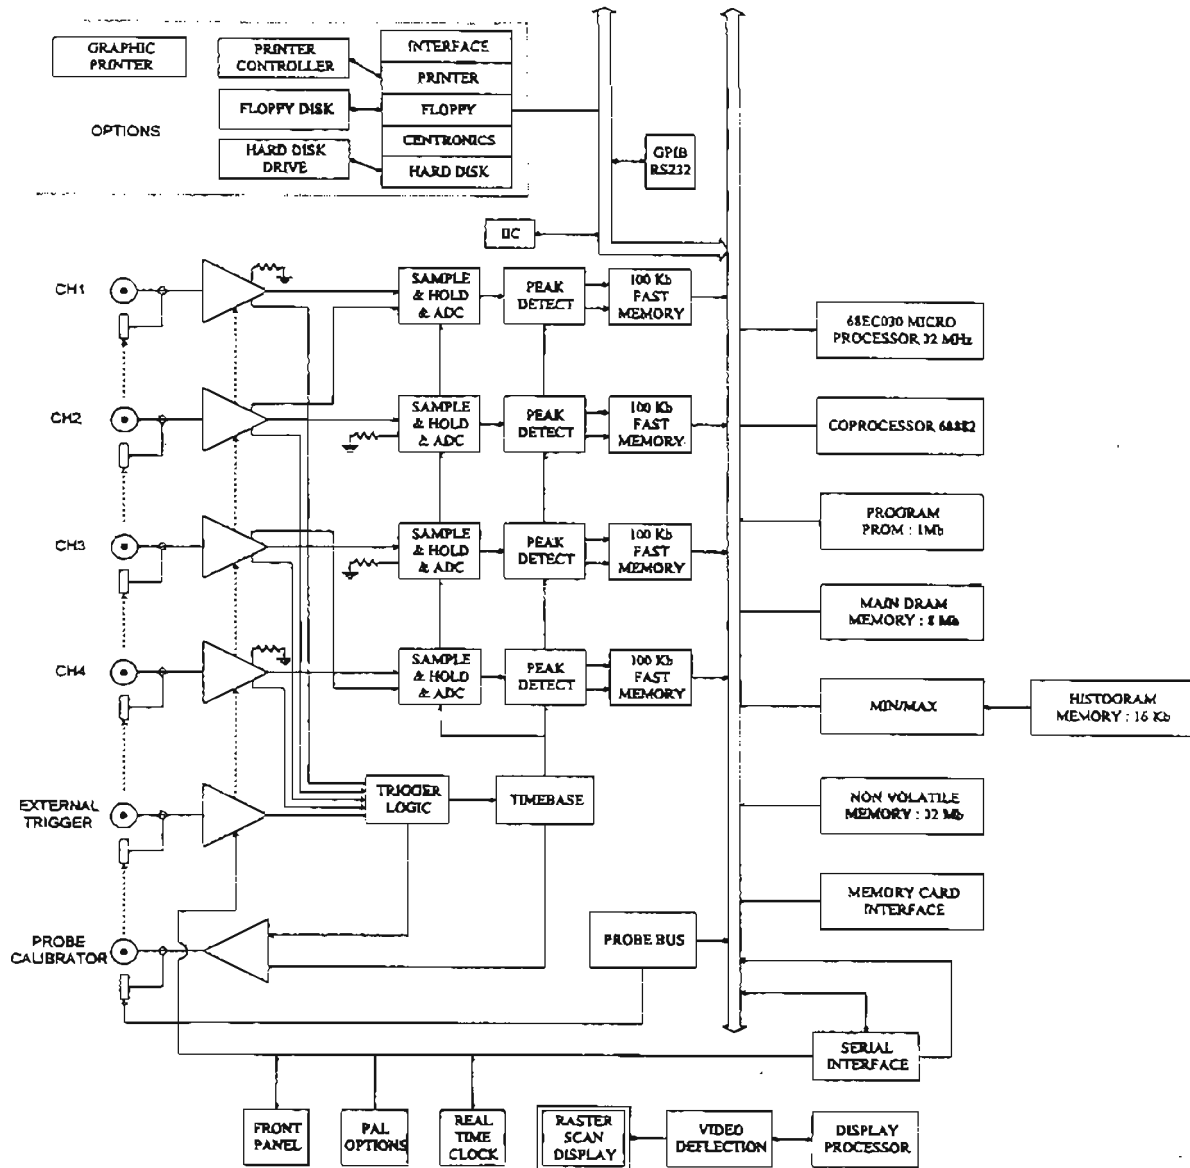 GRAPHIC
PRINTER
PRINTER
CONTROLLER
INTERFACE
PRINTER
FLOPPY DISK
FLOPPY
OPTIONS
CENTRONICS
HARD DISK
DRIVE
HARD DISK
GPIB
RS232
IIC
CH1
SAMPLE
& HOLD
& ADC
PEAK
DETECT
100 Kb
FAST
MEMORY
68EC030 MICRO
PROCESSOR 32 MHz
CH2
SAMPLE
& HOLD
& ADC
PEAK
DETECT
100 Kb
FAST
MEMORY
COPROCESSOR 68882
PROGRAM
PROM : 1Mb
CH3
SAMPLE
& HOLD
& ADC
PEAK
DETECT
100 Kb
FAST
MEMORY
MAIN DRAM
MEMORY : 8 Mb
CH4
SAMPLE
& HOLD
& ADC
PEAK
DETECT
100 Kb
FAST
MEMORY
MIN/MAX
HISTOGRAM
MEMORY : 16 Kb
EXTERNAL
TRIGGER
TRIGGER
LOGIC
TIMEBASE
NON VOLATILE
MEMORY : 32 Mb
MEMORY CARD
INTERFACE
PROBE
CALIBRATOR
PROBE BUS
SERIAL
INTERFACE
FRONT
PANEL
PAL
OPTIONS
REAL
TIME
CLOCK
RASTER
SCAN
DISPLAY
VIDEO
DEFLECTION
DISPLAY
PROCESSOR